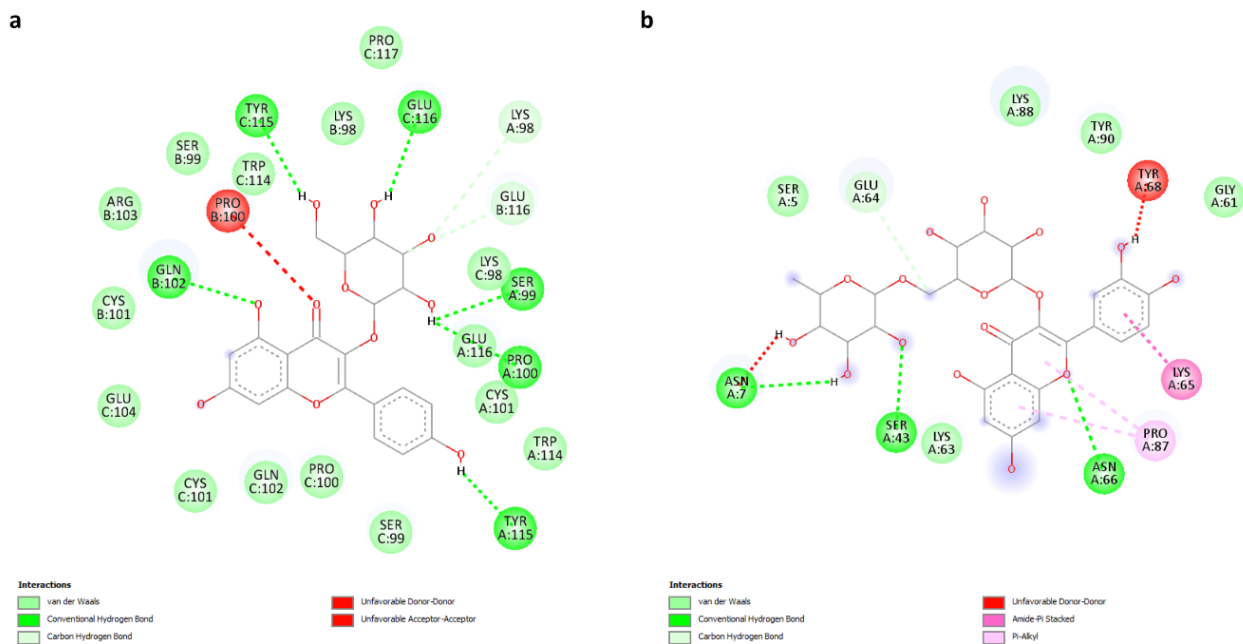 a
PRO
C:117
TYR
C:115
LYS
B:98
GLU
C:116
LYS
A:98
SER
B:99
TRP
C:114
GLU
B:116
ARG
B:103
PRO
B:100
GLN
B:102
LYS
C:98
SER
A:99
CYS
B:101
GLU
A:116
PRO
A:100
CYS
A:101
GLU
C:104
TRP
A:114
CYS
C:101
GLN
C:102
PRO
C:100
SER
C:99
TYR
A:115
H
O
H
O
O
O
O
H
O
O
O
O
O
O
O
H
Interactions
van der Waals
Conventional Hydrogen Bond
Carbon Hydrogen Bond
Unfavorable Donor-Donor
Unfavorable Acceptor-Acceptor
b
LYS
A:88
TYR
A:90
SER
A:5
GLU
A:64
TYR
A:68
GLY
A:61
ASN
A:7
SER
A:43
LYS
A:63
LYS
A:65
PRO
A:87
ASN
A:66
O
O
O
H
O
O
O
O
O
O
H
O
O
O
H
O
O
O
O
O
Interactions
van der Waals
Conventional Hydrogen Bond
Carbon Hydrogen Bond
Unfavorable Donor-Donor
Amide-Pi Stacked
Pi-Alkyl